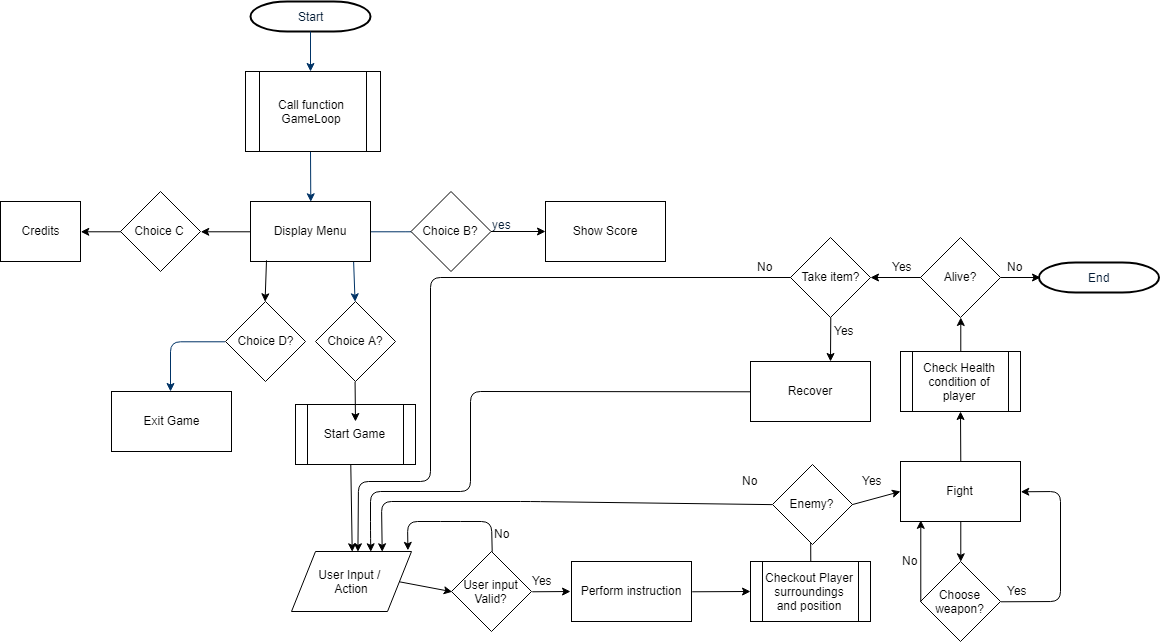 Start
Call function
GameLoop
Credits
Choice C
Display Menu
Choice B?
yes
Show Score
No
Take item?
Yes
Alive?
No
End
Choice D?
Choice A?
Yes
Exit Game
Start Game
Recover
Check Health
condition of
player
No
Enemy?
Yes
Fight
User Input /
Action
No
User input
Valid?
Yes
Perform instruction
Checkout Player
surroundings
and position
No
Choose
weapon?
Yes